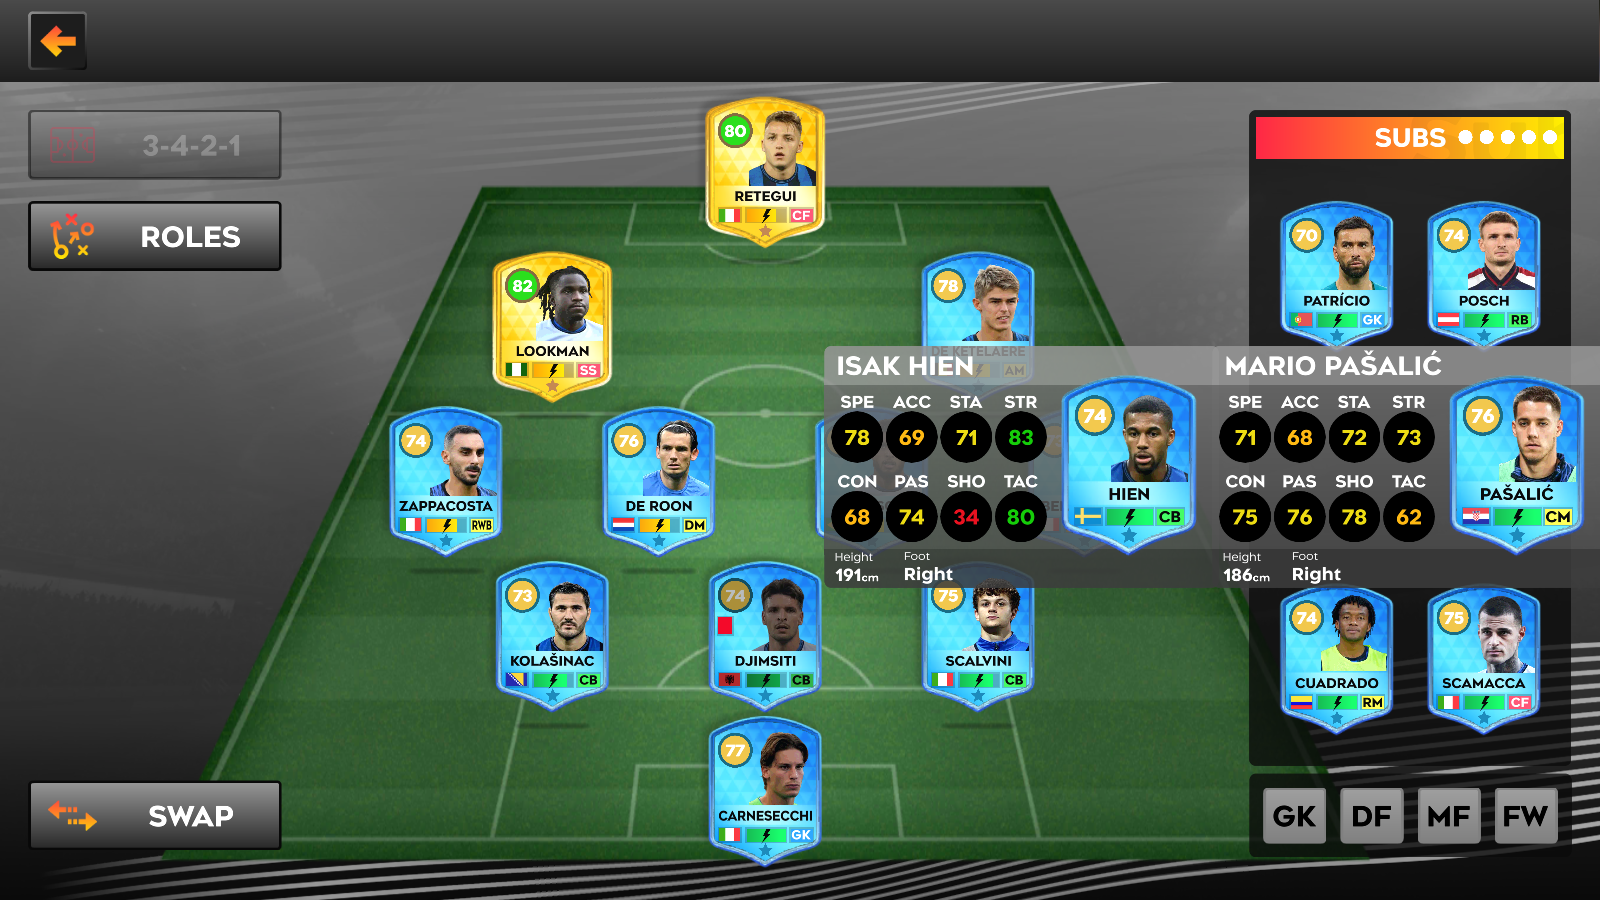 3-4-2-1
ROLES
SWAP
80
RETEGUI
CF
82
LOOKMAN
SS
78
DE KETELAERE
AM
74
ZAPPACOSTA
RWB
76
DE ROON
DM
73
KOLAŠINAC
CB
74
DJIMSITI
CB
75
SCALVINI
CB
77
CARNESECCHI
GK
ISAK HIEN
SPE ACC STA STR
78 69 71 83
CON PAS SHO TAC
68 74 34 80
Height Foot
191cm Right
74
HIEN
CB
MARIO PAŠALIĆ
SPE ACC STA STR
71 68 72 73
CON PAS SHO TAC
75 76 78 62
Height Foot
186cm Right
76
PAŠALIĆ
CM
SUBS
70
PATRÍCIO
GK
74
POSCH
RB
74
CUADRADO
RM
75
SCAMACCA
CF
GK DF MF FW